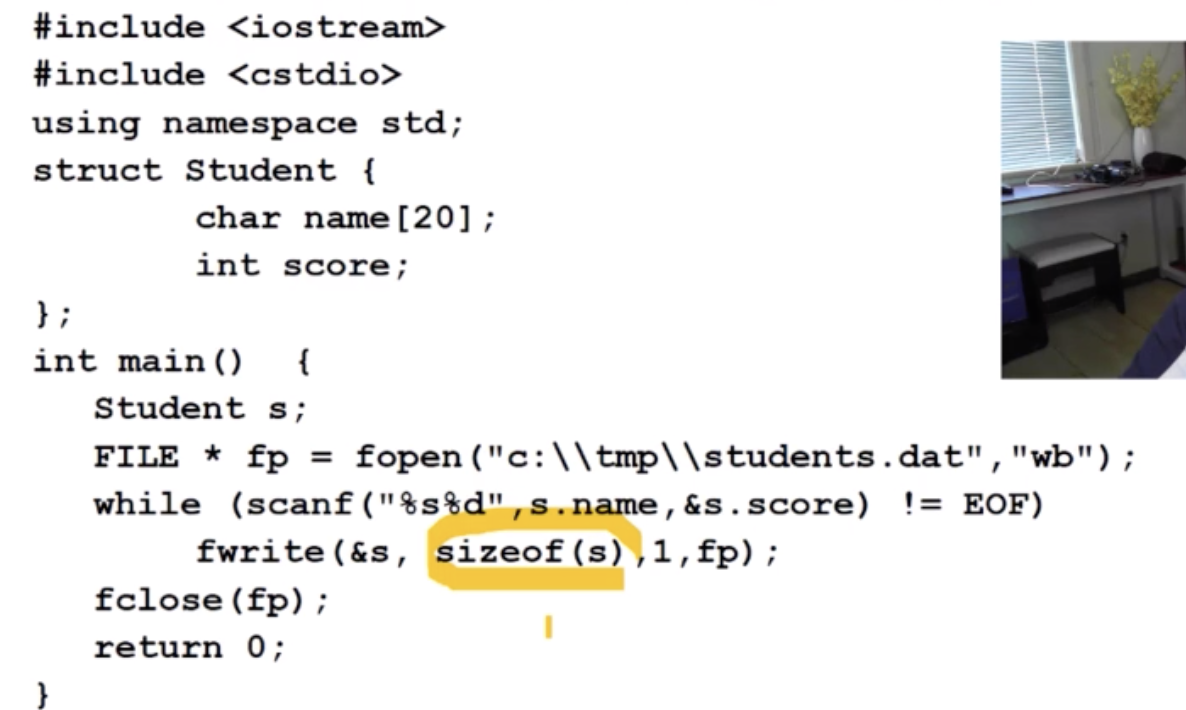 #include <iostream>
#include <cstdio>
using namespace std;
struct Student {
char name[20];
int score;
};
int main() {
Student s;
FILE * fp = fopen("c:\\tmp\\students.dat","wb");
while (scanf("%s%d",s.name,&s.score) != EOF)
fwrite(&s, sizeof(s),1,fp);
fclose(fp);
return 0;
}